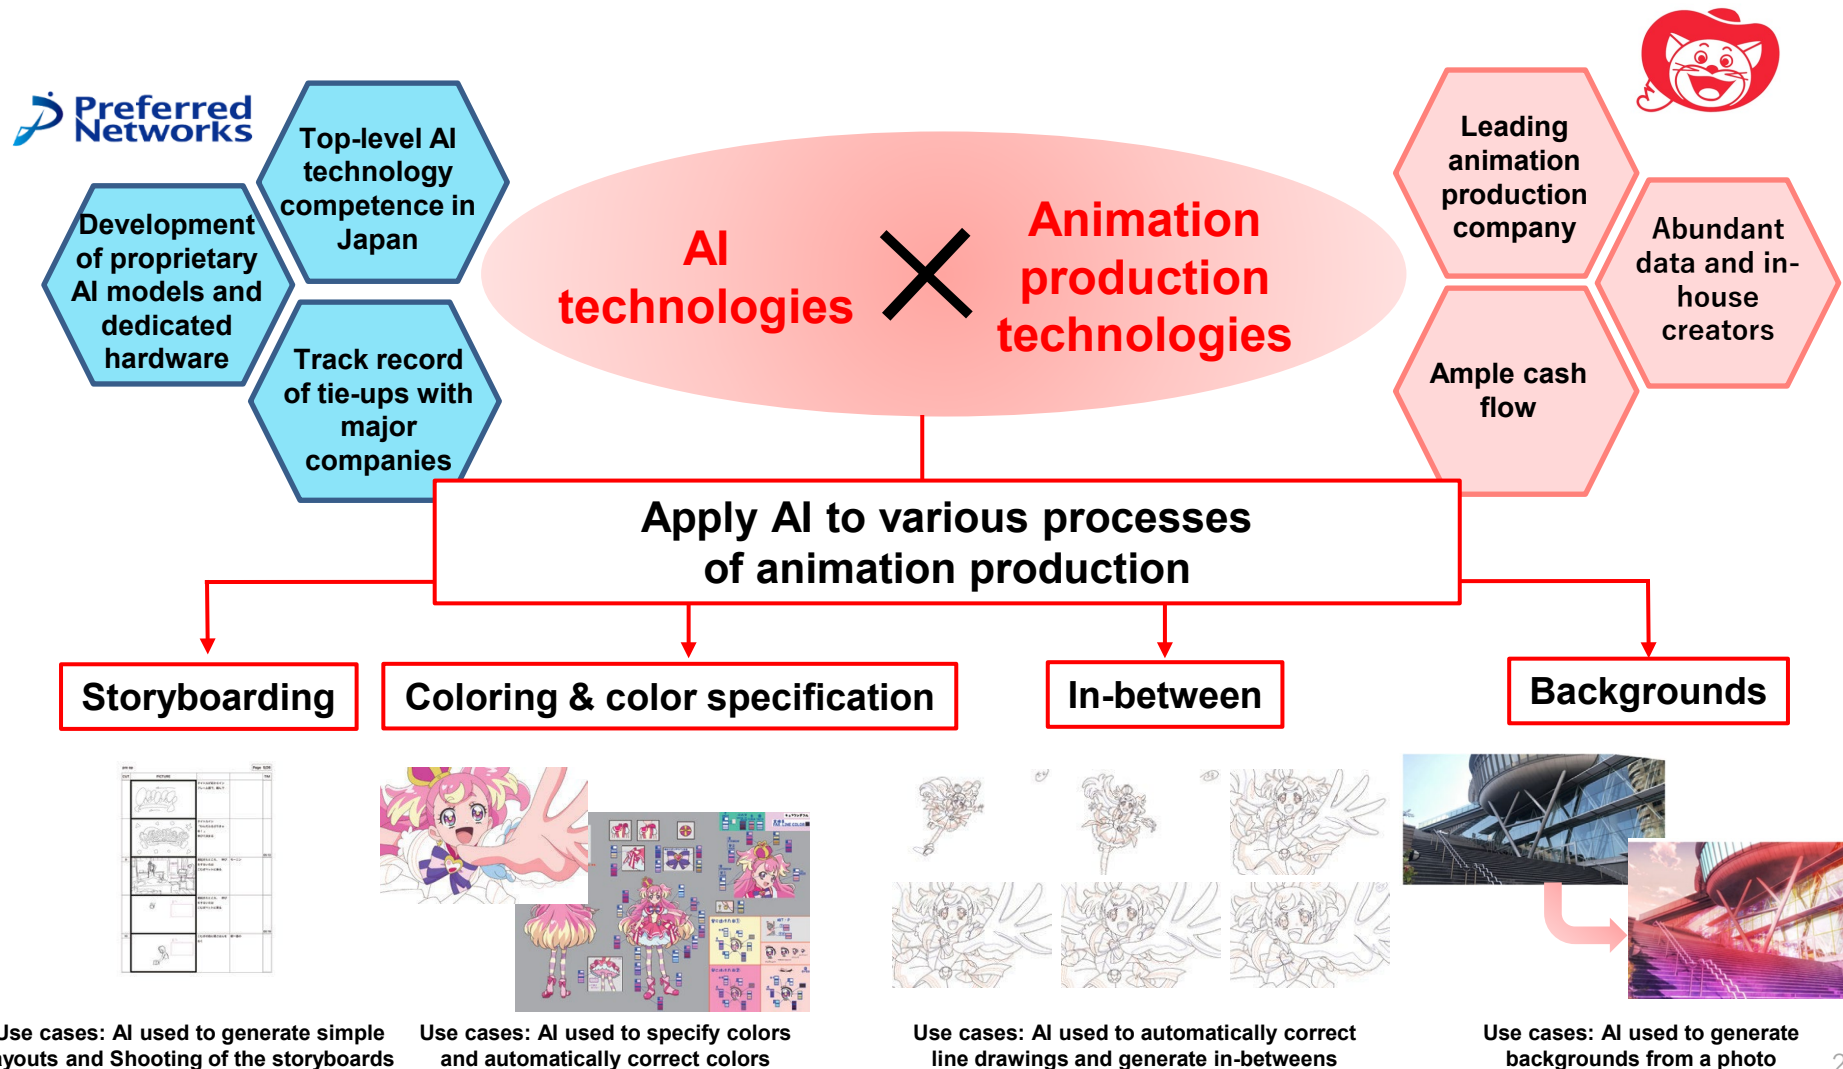 Preferred
Networks
Top-level AI
technology
competence in
Japan
Development
of proprietary
AI models and
dedicated
hardware
Track record
of tie-ups with
major
companies
AI
technologies
Animation
production
technologies
Leading
animation
production
company
Abundant
data and in-
house
creators
Ample cash
flow
Apply AI to various processes
of animation production
Storyboarding
Coloring & color specification
In-between
Backgrounds
CUT
PICTURE
Use cases: AI used to generate simple
ayouts and Shooting of the storyboards
Use cases: AI used to specify colors
and automatically correct colors
Use cases: AI used to automatically correct
line drawings and generate in-betweens
Use cases: AI used to generate
backgrounds from a photo
2